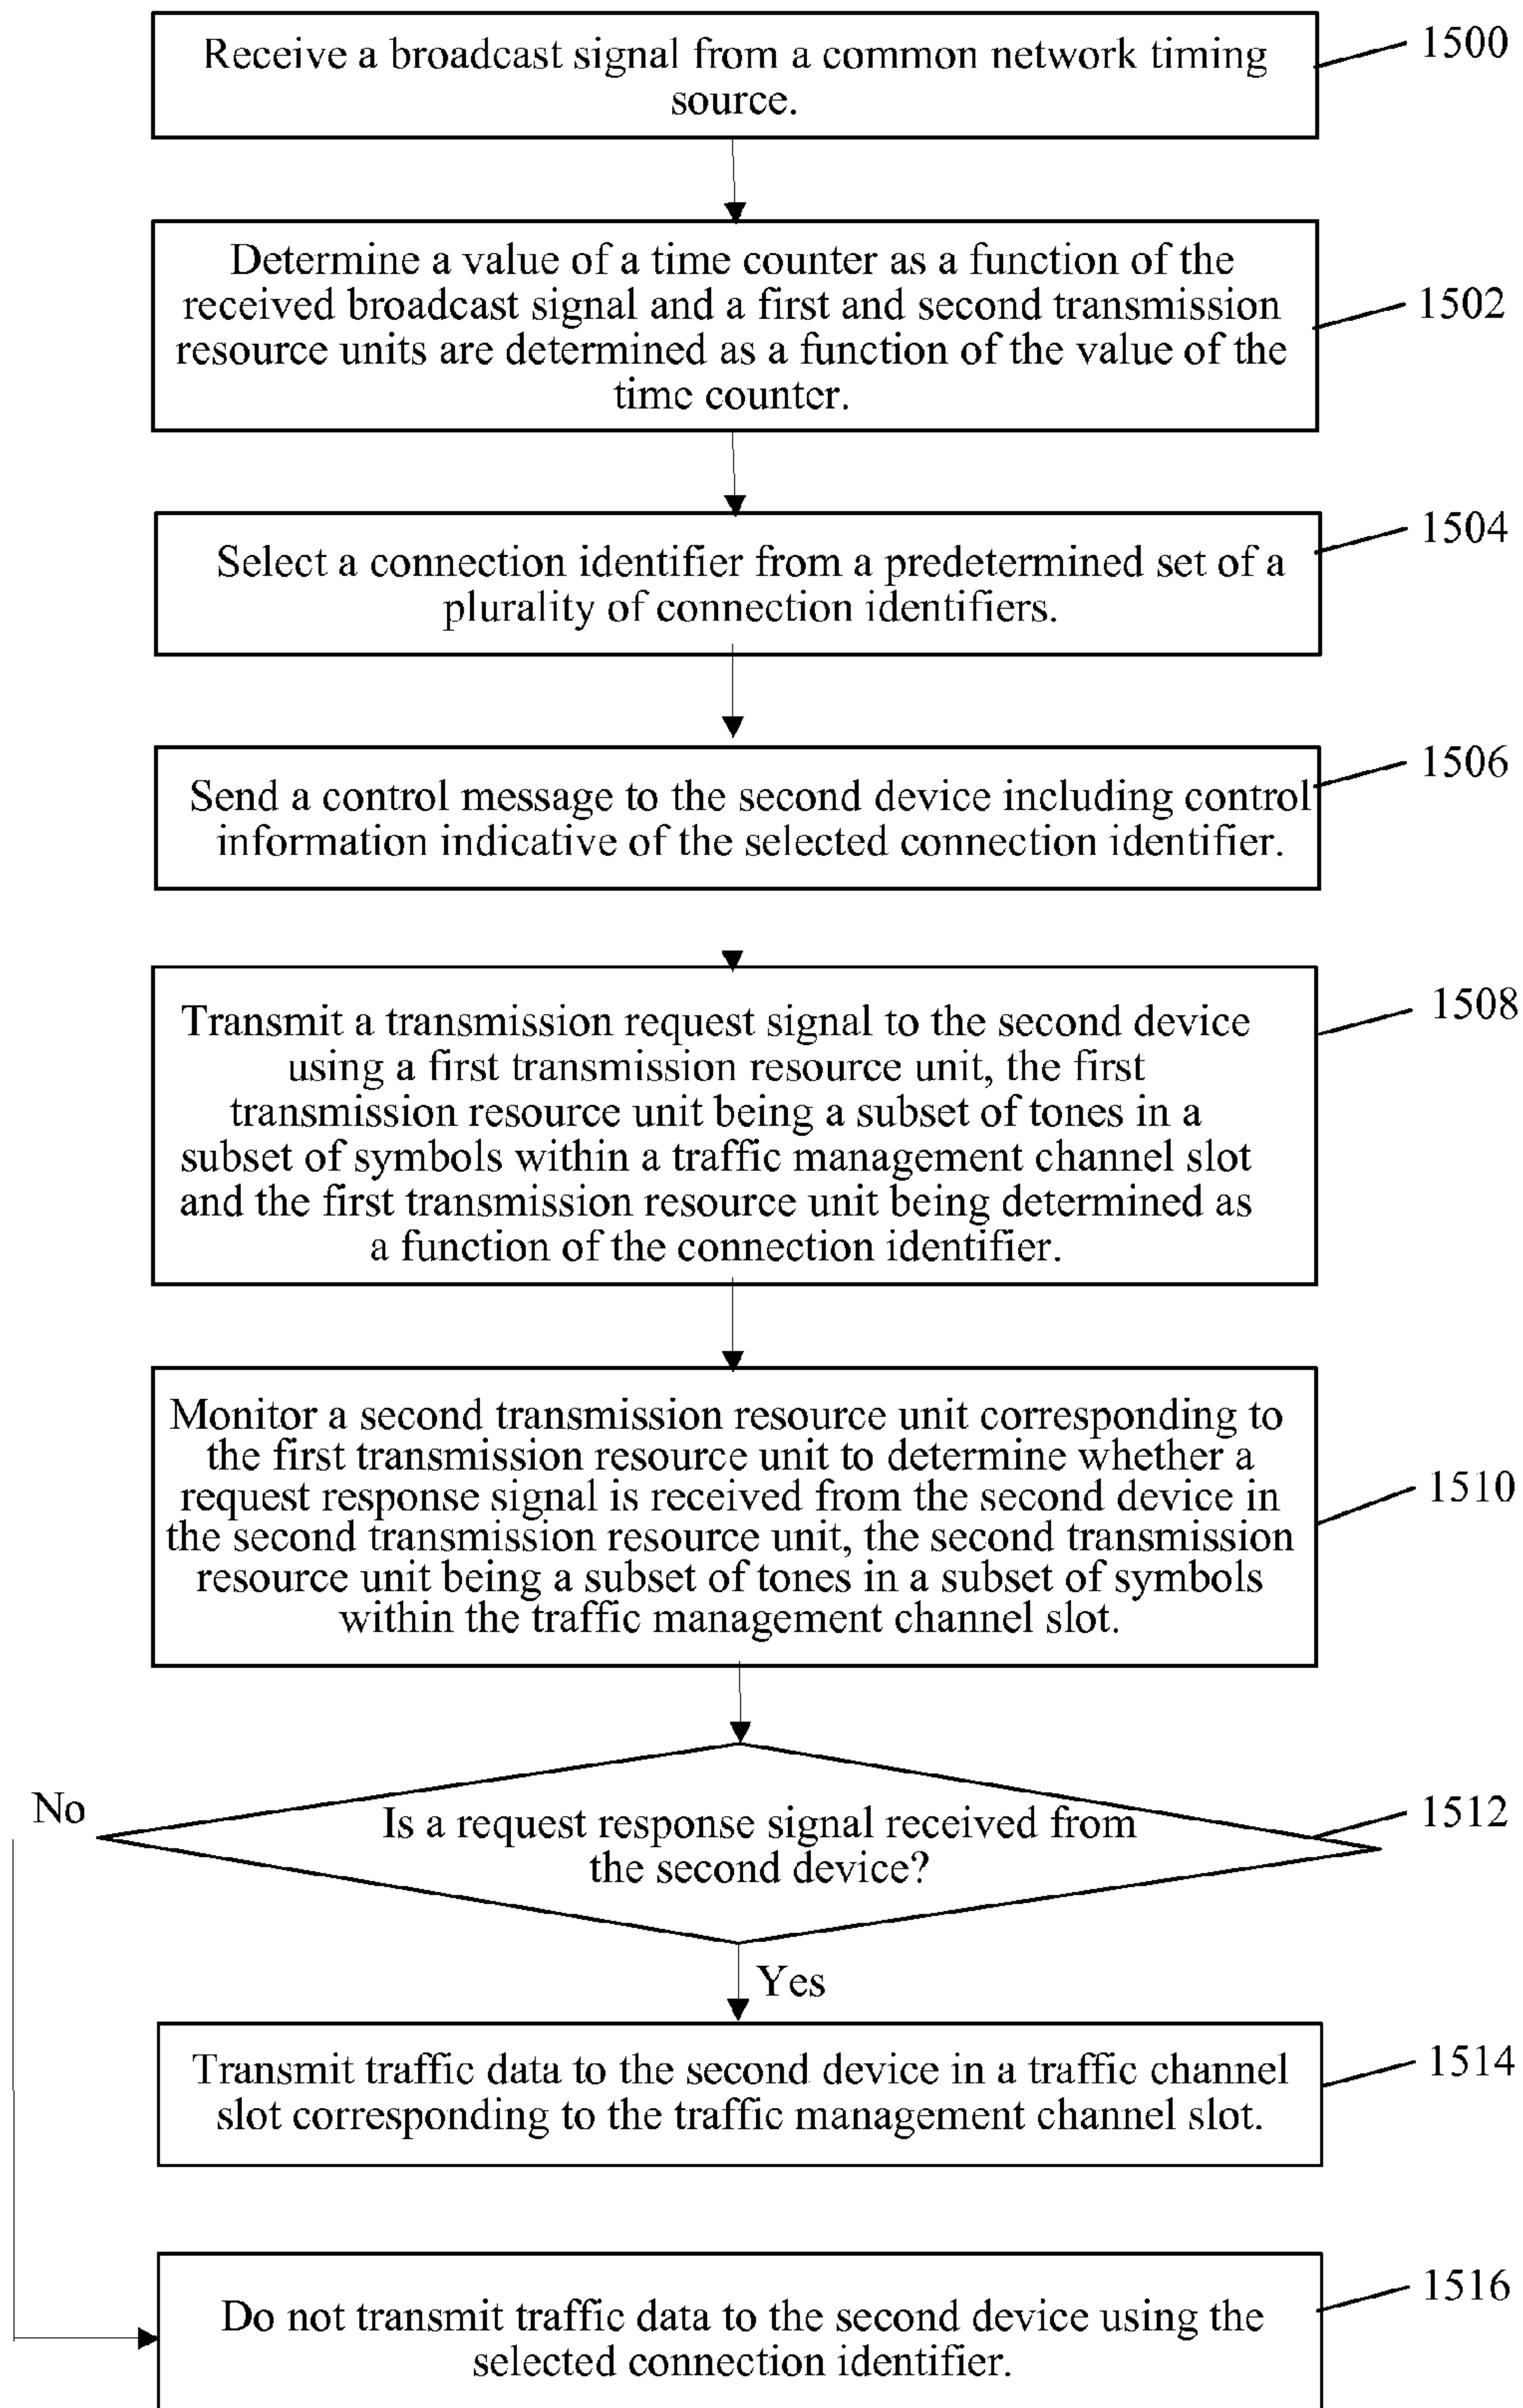 Receive a broadcast signal from a common network timing
source.
1500
Determine a value of a time counter as a function of the
received broadcast signal and a first and second transmission
resource units are determined as a function of the value of the
time counter.
1502
Select a connection identifier from a predetermined set of a
plurality of connection identifiers.
1504
Send a control message to the second device including control
information indicative of the selected connection identifier.
1506
Transmit a transmission request signal to the second device
using a first transmission resource unit, the first
transmission resource unit being a subset of tones in a
subset of symbols within a traffic management channel slot
and the first transmission resource unit being determined as
a function of the connection identifier.
1508
Monitor a second transmission resource unit corresponding to
the first transmission resource unit to determine whether a
request response signal is received from the second device in
the second transmission resource unit, the second transmission
resource unit being a subset of tones in a subset of symbols
within the traffic management channel slot.
1510
No
Is a request response signal received from
the second device?
1512
Yes
Transmit traffic data to the second device in a traffic channel
slot corresponding to the traffic management channel slot.
1514
Do not transmit traffic data to the second device using the
selected connection identifier.
1516